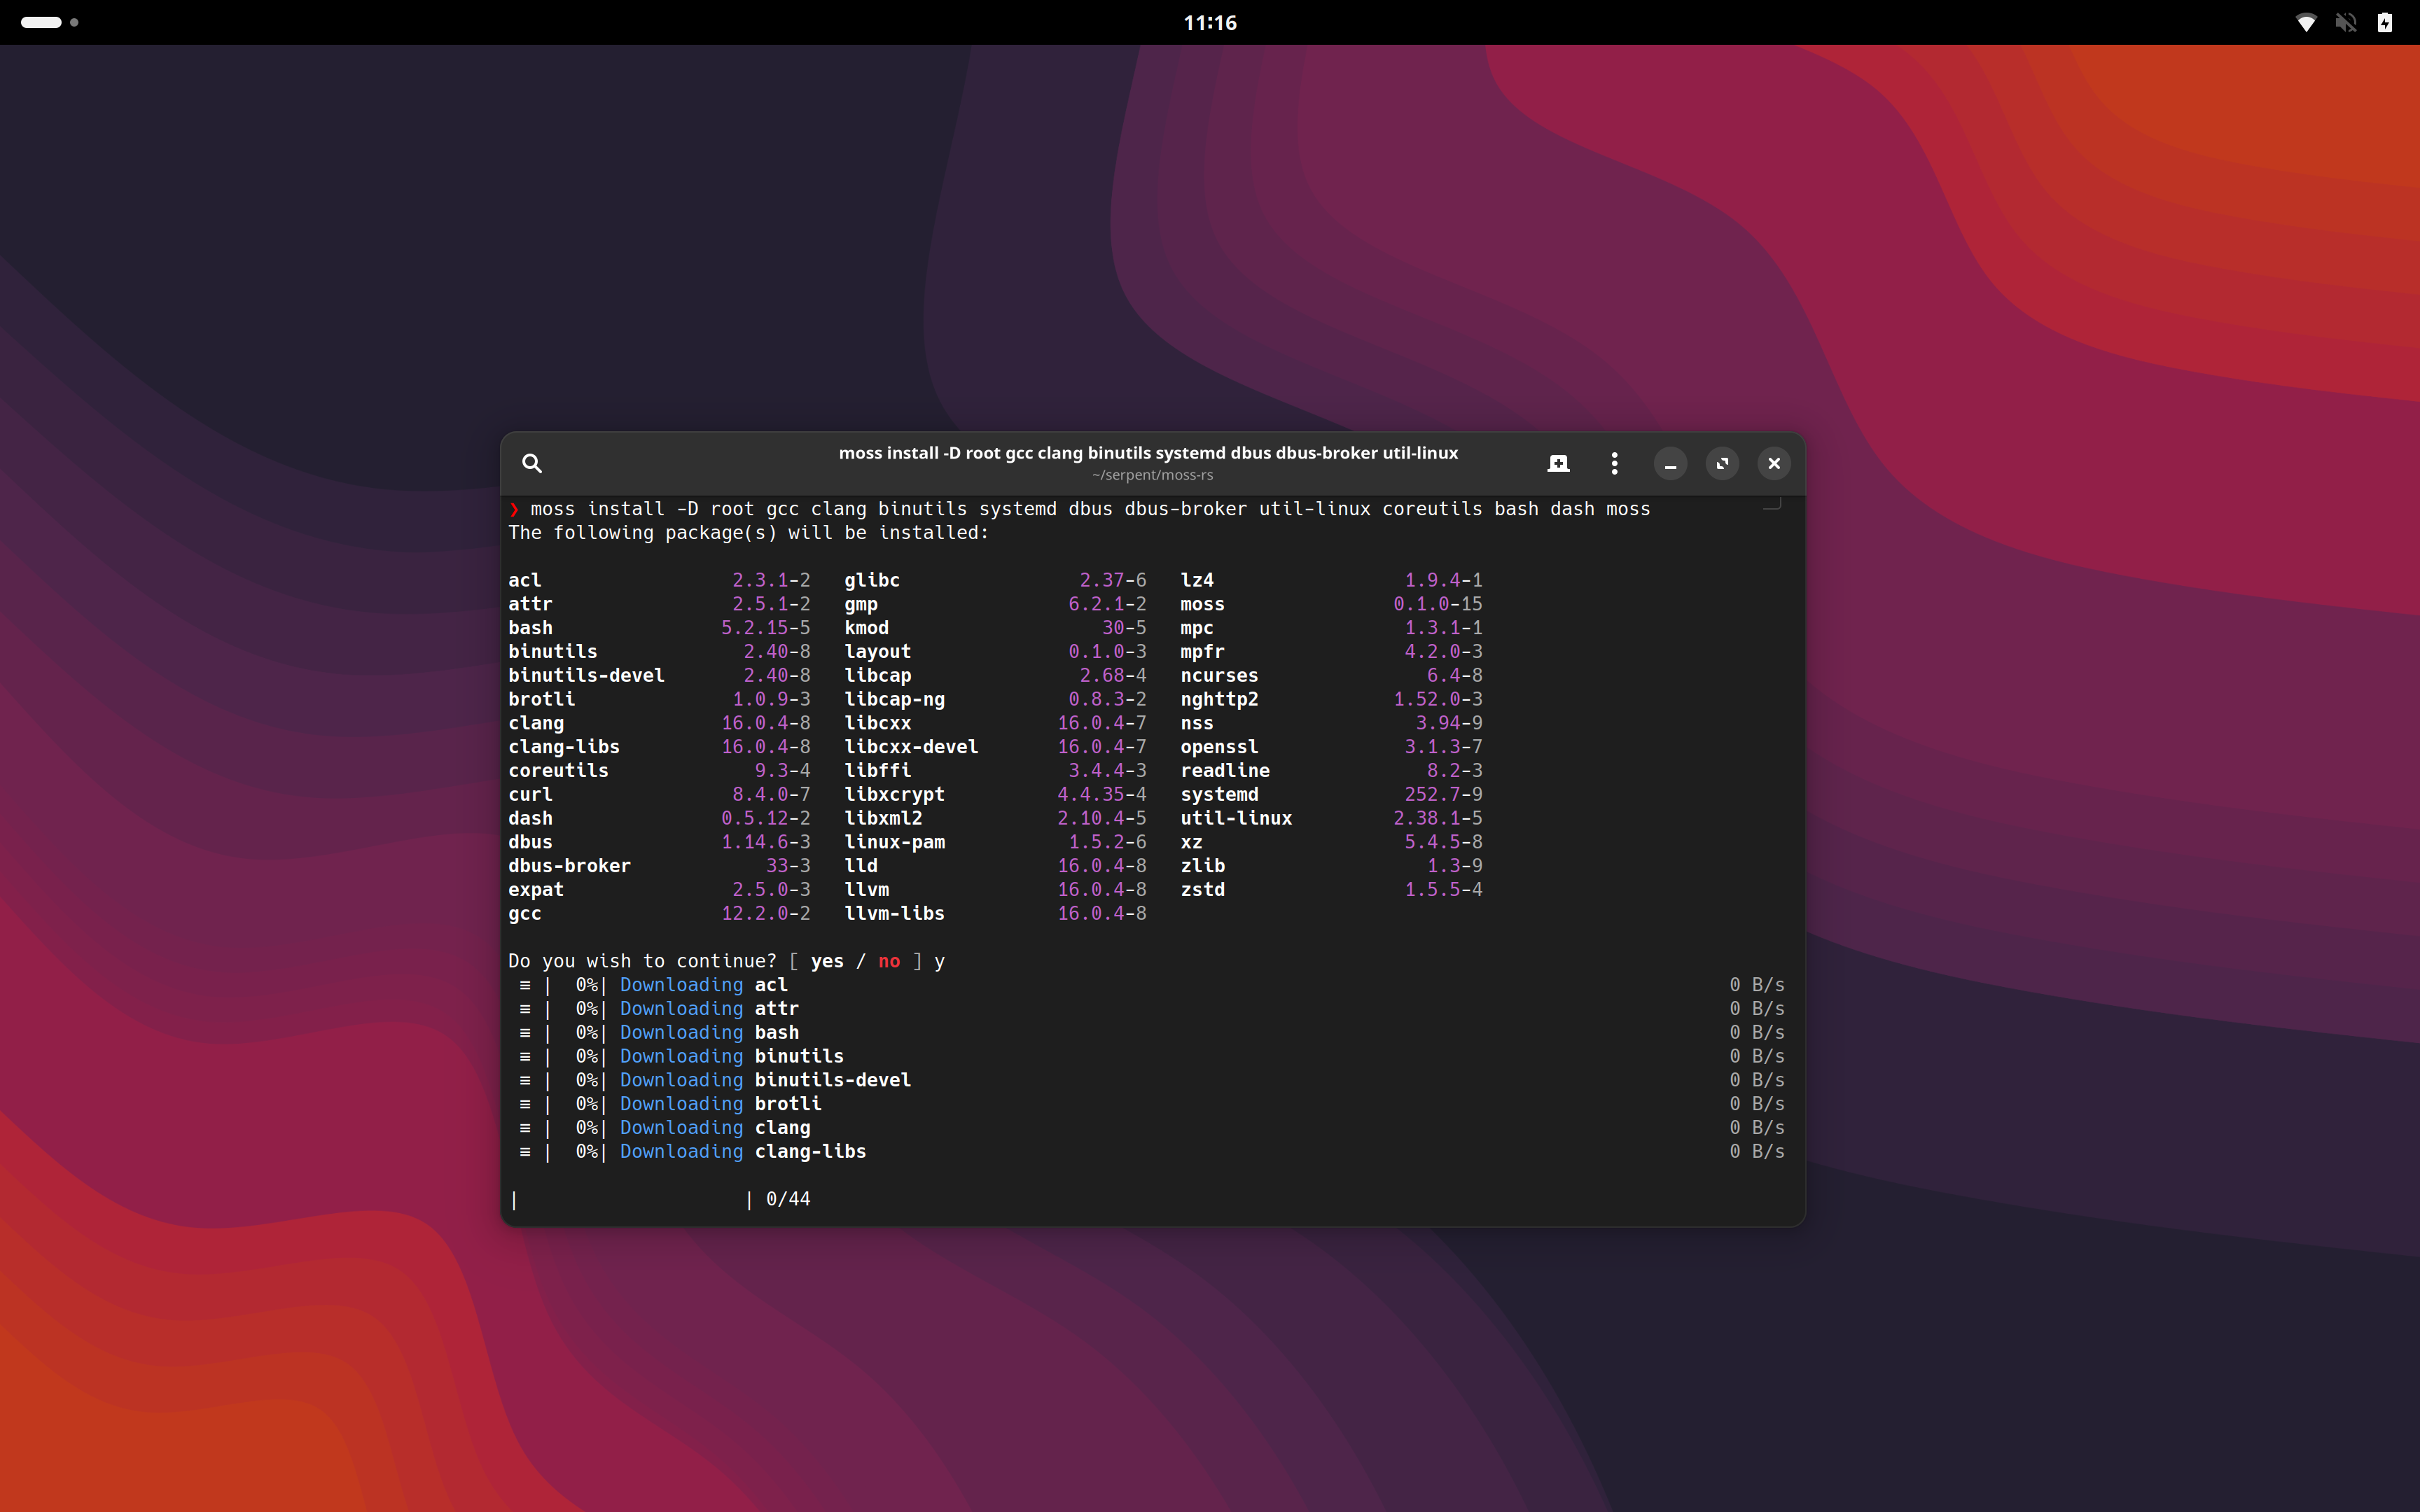 11:16
moss install -D root gcc clang binutils systemd dbus dbus-broker util-linux
~/serpent/moss-rs
❯ moss install -D root gcc clang binutils systemd dbus dbus-broker util-linux coreutils bash dash moss
The following package(s) will be installed:
acl 2.3.1-2 glibc 2.37-6 lz4 1.9.4-1
attr 2.5.1-2 gmp 6.2.1-2 moss 0.1.0-15
bash 5.2.15-5 kmod 30-5 mpc 1.3.1-1
binutils 2.40-8 layout 0.1.0-3 mpfr 4.2.0-3
binutils-devel 2.40-8 libcap 2.68-4 ncurses 6.4-8
brotli 1.0.9-3 libcap-ng 0.8.3-2 nghttp2 1.52.0-3
clang 16.0.4-8 libcxx 16.0.4-7 nss 3.94-9
clang-libs 16.0.4-8 libcxx-devel 16.0.4-7 openssl 3.1.3-7
coreutils 9.3-4 libffi 3.4.4-3 readline 8.2-3
curl 8.4.0-7 libxcrypt 4.4.35-4 systemd 252.7-9
dash 0.5.12-2 libxml2 2.10.4-5 util-linux 2.38.1-5
dbus 1.14.6-3 linux-pam 1.5.2-6 xz 5.4.5-8
dbus-broker 33-3 lld 16.0.4-8 zlib 1.3-9
expat 2.5.0-3 llvm 16.0.4-8 zstd 1.5.5-4
gcc 12.2.0-2 llvm-libs 16.0.4-8
Do you wish to continue? [ yes / no ] y
≡ | 0%| Downloading acl 0 B/s
≡ | 0%| Downloading attr 0 B/s
≡ | 0%| Downloading bash 0 B/s
≡ | 0%| Downloading binutils 0 B/s
≡ | 0%| Downloading binutils-devel 0 B/s
≡ | 0%| Downloading brotli 0 B/s
≡ | 0%| Downloading clang 0 B/s
≡ | 0%| Downloading clang-libs 0 B/s
| | 0/44